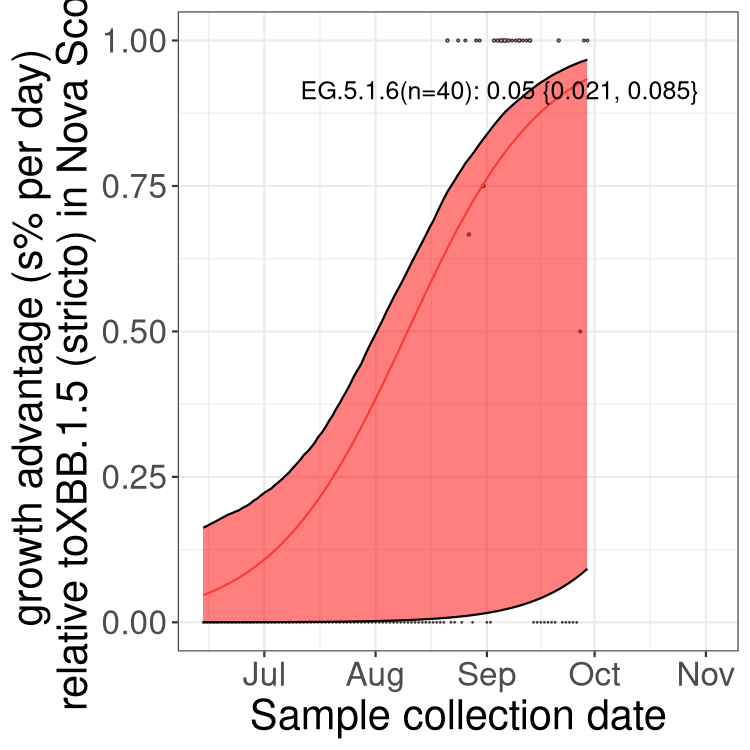 growth advantage (s% per day)
relative toXBB.1.5 (stricto) in Nova Sco
1.00
0.75
0.50
0.25
0.00
EG.5.1.6(n=40): 0.05 {0.021, 0.085}
Jul Aug Sep Oct Nov
Sample collection date